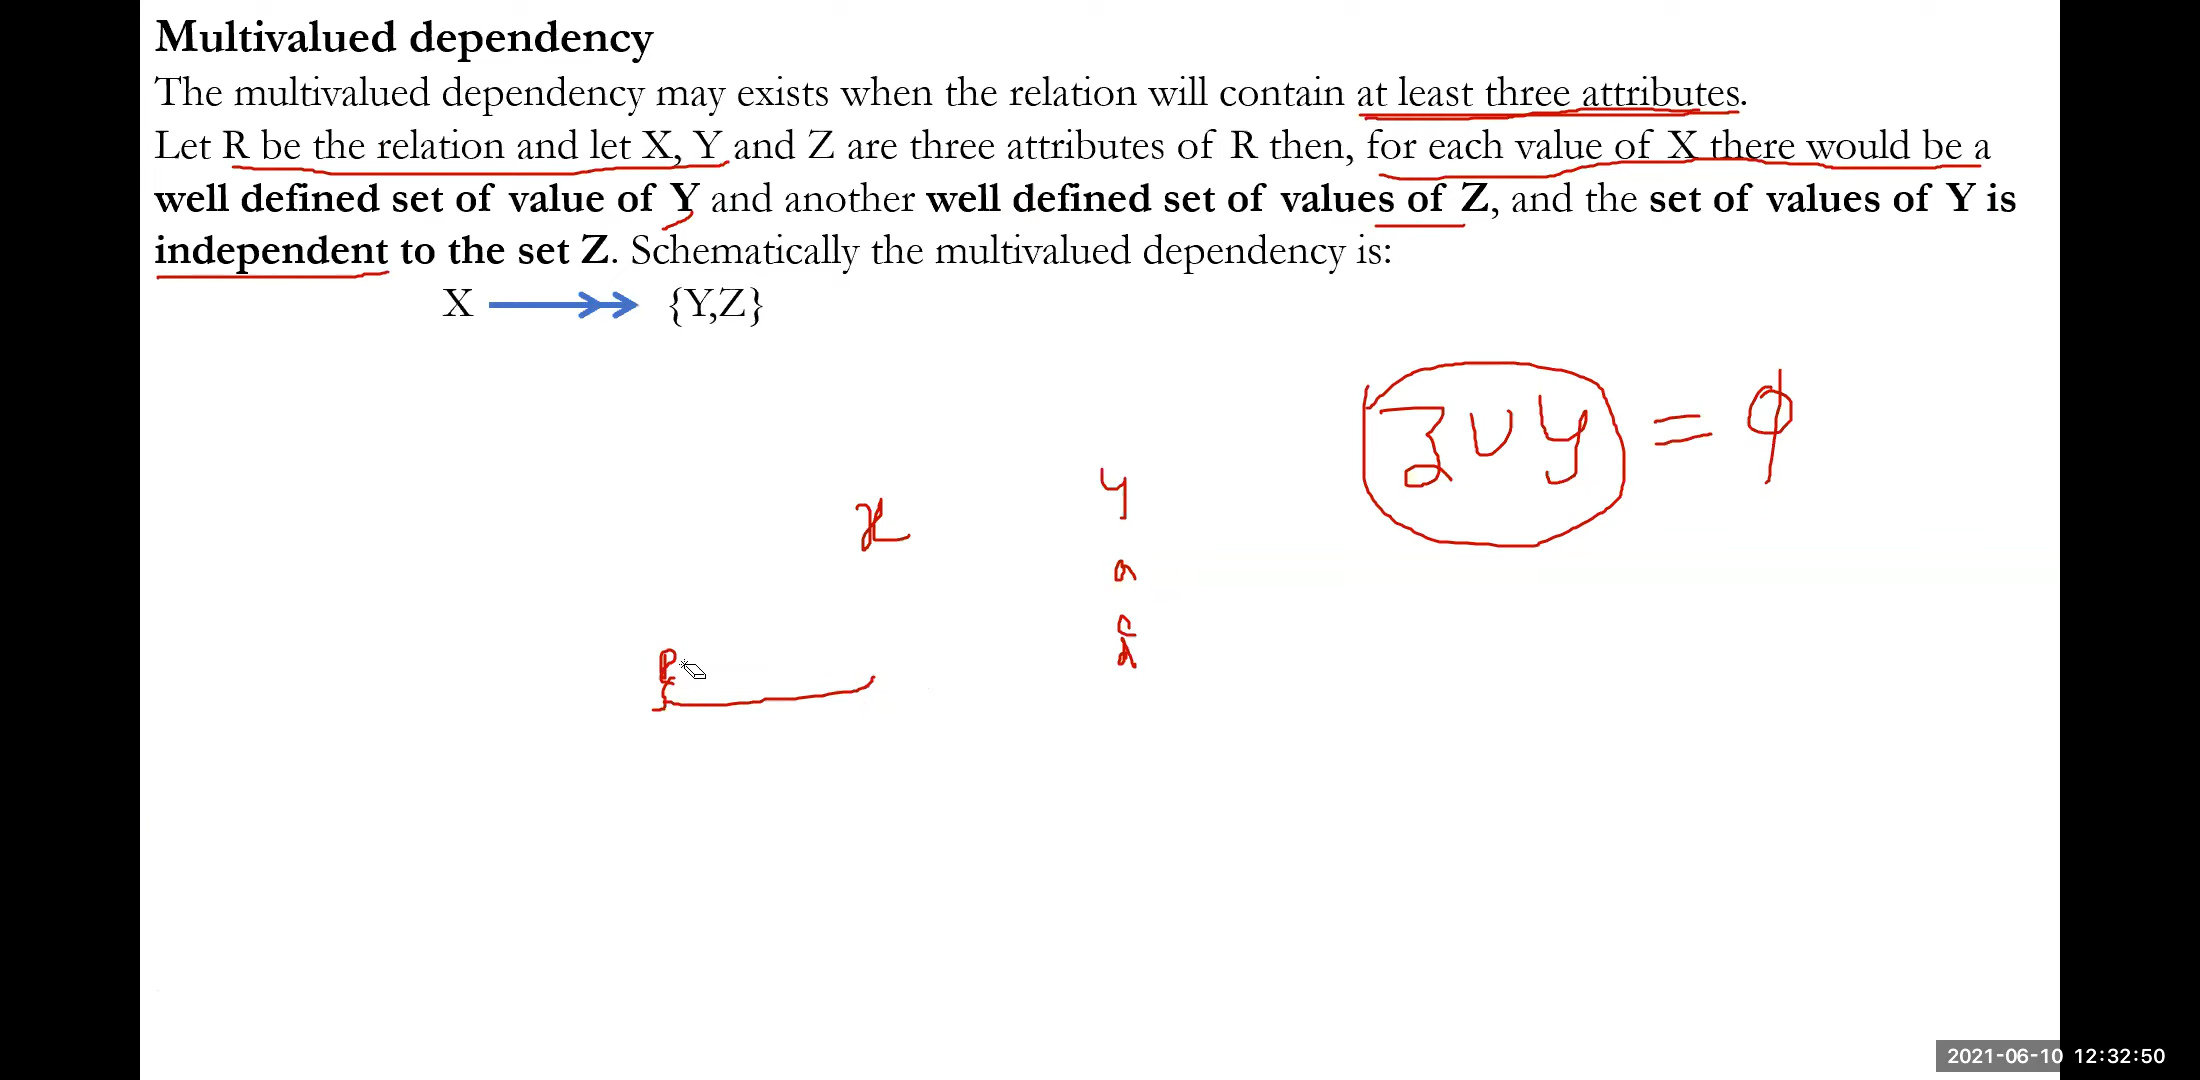 Multivalued dependency
The multivalued dependency may exists when the relation will contain at least three attributes.
Let R be the relation and let X, Y and Z are three attributes of R then, for each value of X there would be a
well defined set of value of Y and another well defined set of values of Z, and the set of values of Y is
independent to the set Z. Schematically the multivalued dependency is:
X {Y,Z}
Z ∪ y = φ
x y
P
2021-06-10 12:32:50